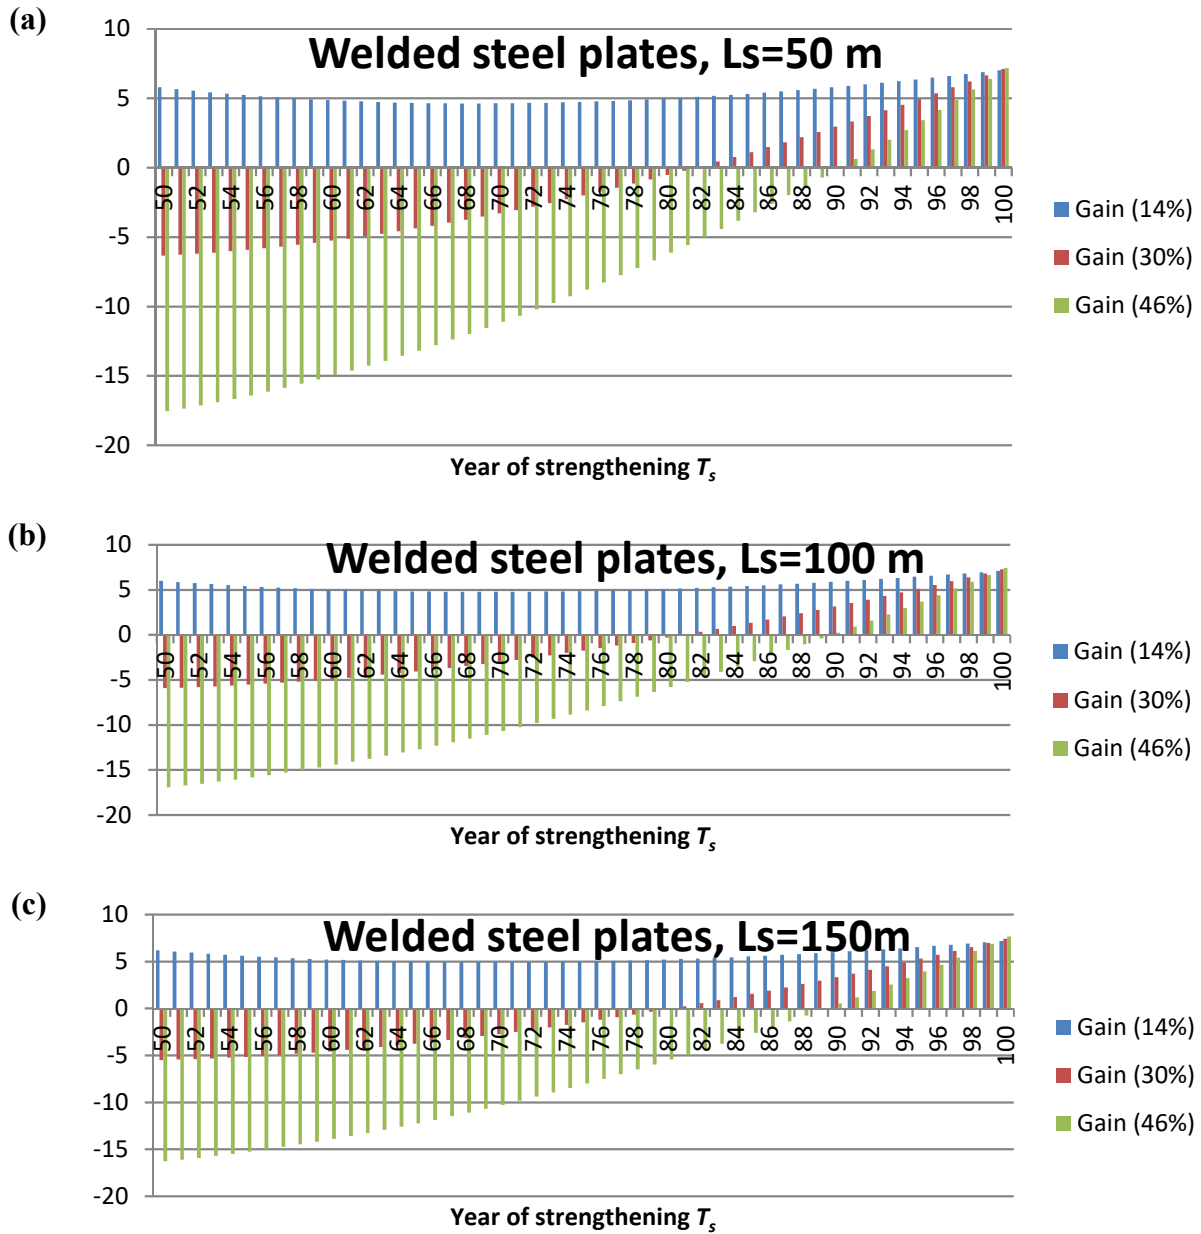 (a)
Welded steel plates, Ls=50 m
10
5
0
-5
-10
-15
-20
50 52 54 56 58 60 62 64 66 68 70 72 74 76 78 80 82 84 86 88 90 92 94 96 98 100
Year of strengthening Ts
Gain (14%)
Gain (30%)
Gain (46%)
(b)
Welded steel plates, Ls=100 m
10
5
0
-5
-10
-15
-20
50 52 54 56 58 60 62 64 66 68 70 72 74 76 78 80 82 84 86 88 90 92 94 96 98 100
Year of strengthening Ts
Gain (14%)
Gain (30%)
Gain (46%)
(c)
Welded steel plates, Ls=150m
10
5
0
-5
-10
-15
-20
50 52 54 56 58 60 62 64 66 68 70 72 74 76 78 80 82 84 86 88 90 92 94 96 98 100
Year of strengthening Ts
Gain (14%)
Gain (30%)
Gain (46%)